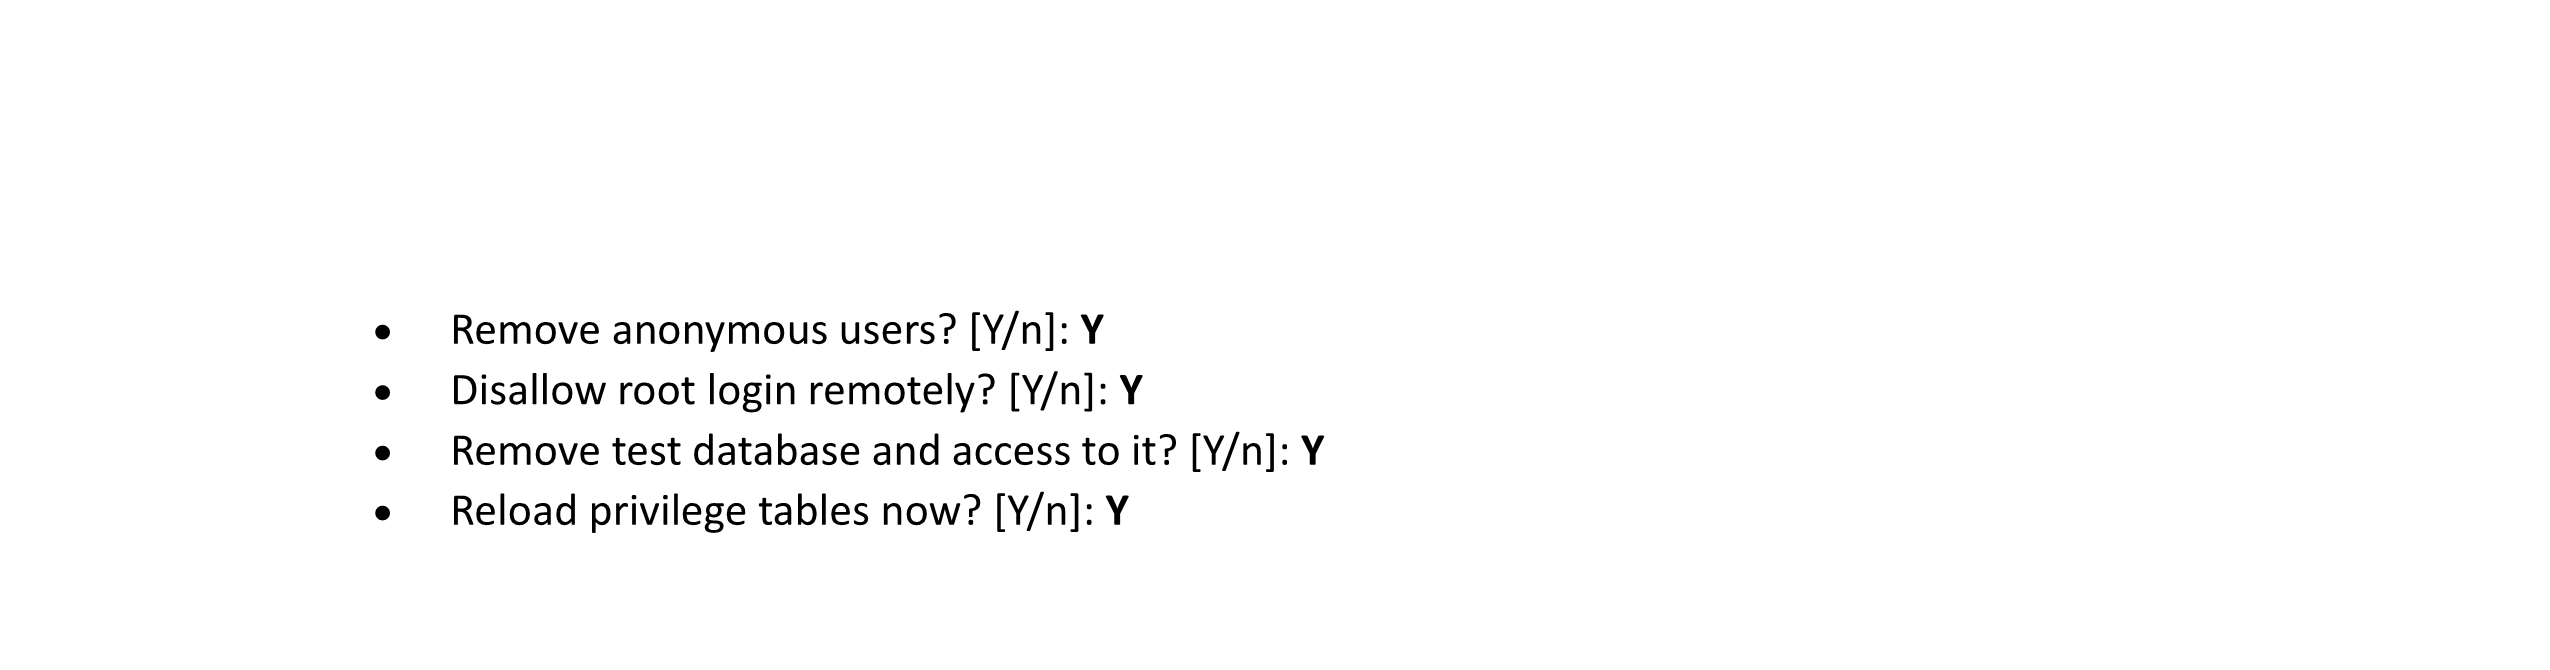 • Remove anonymous users? [Y/n]: Y
• Disallow root login remotely? [Y/n]: Y
• Remove test database and access to it? [Y/n]: Y
• Reload privilege tables now? [Y/n]: Y